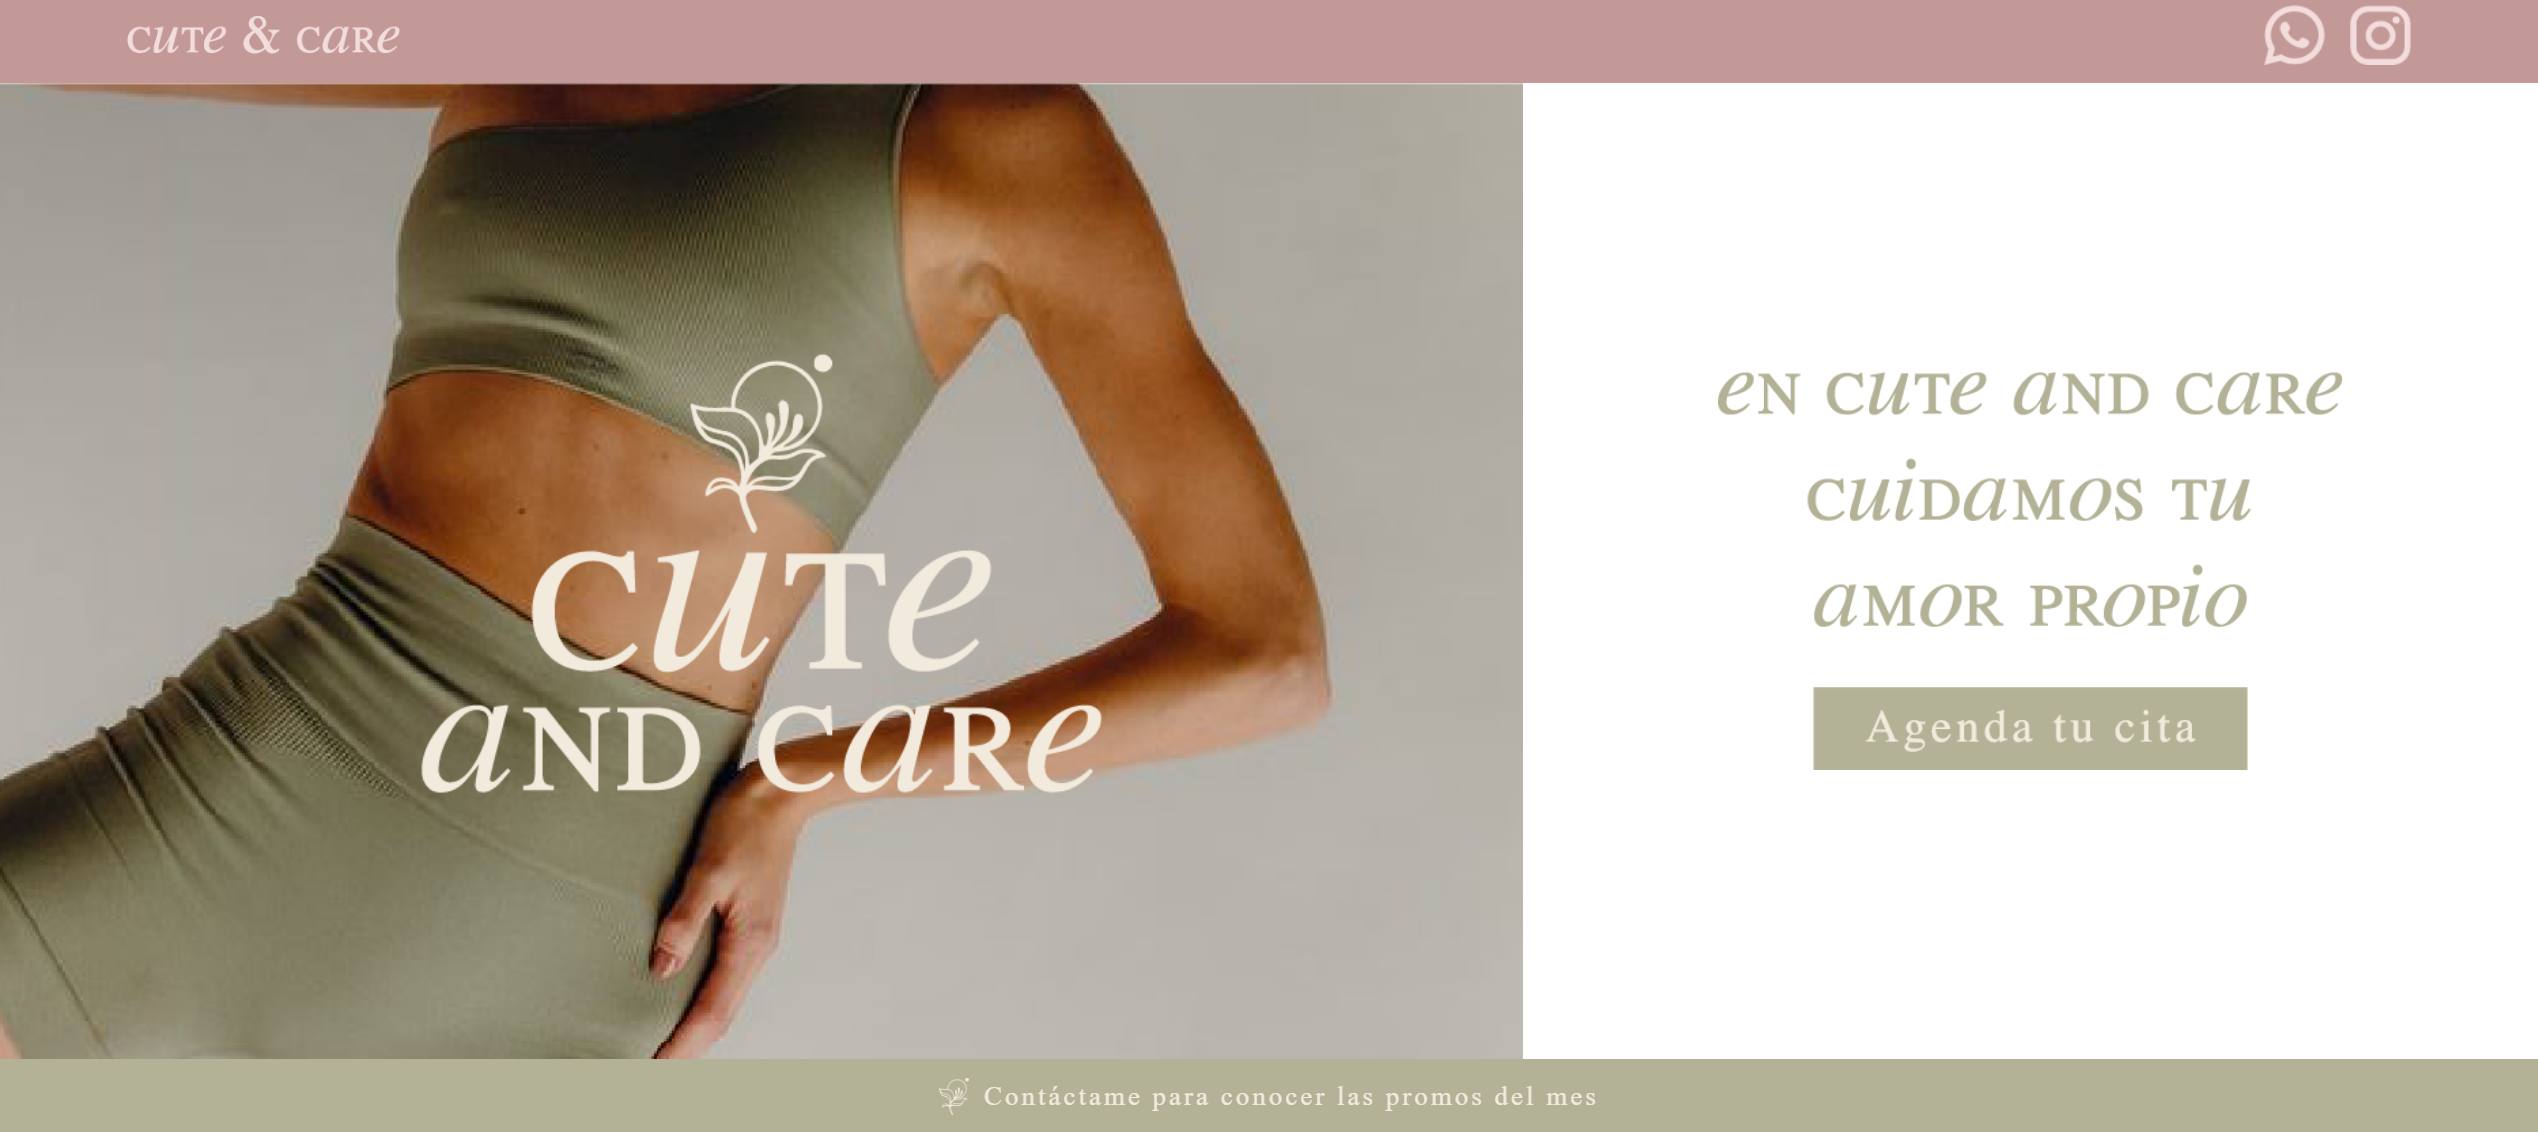 cuTe & caRe
cuTe
aND caRe
eN cuTe aND caRe
cuiDaMoS Tu
aMoR PRoPio
Agenda tu cita
Contáctame para conocer las promos del mes